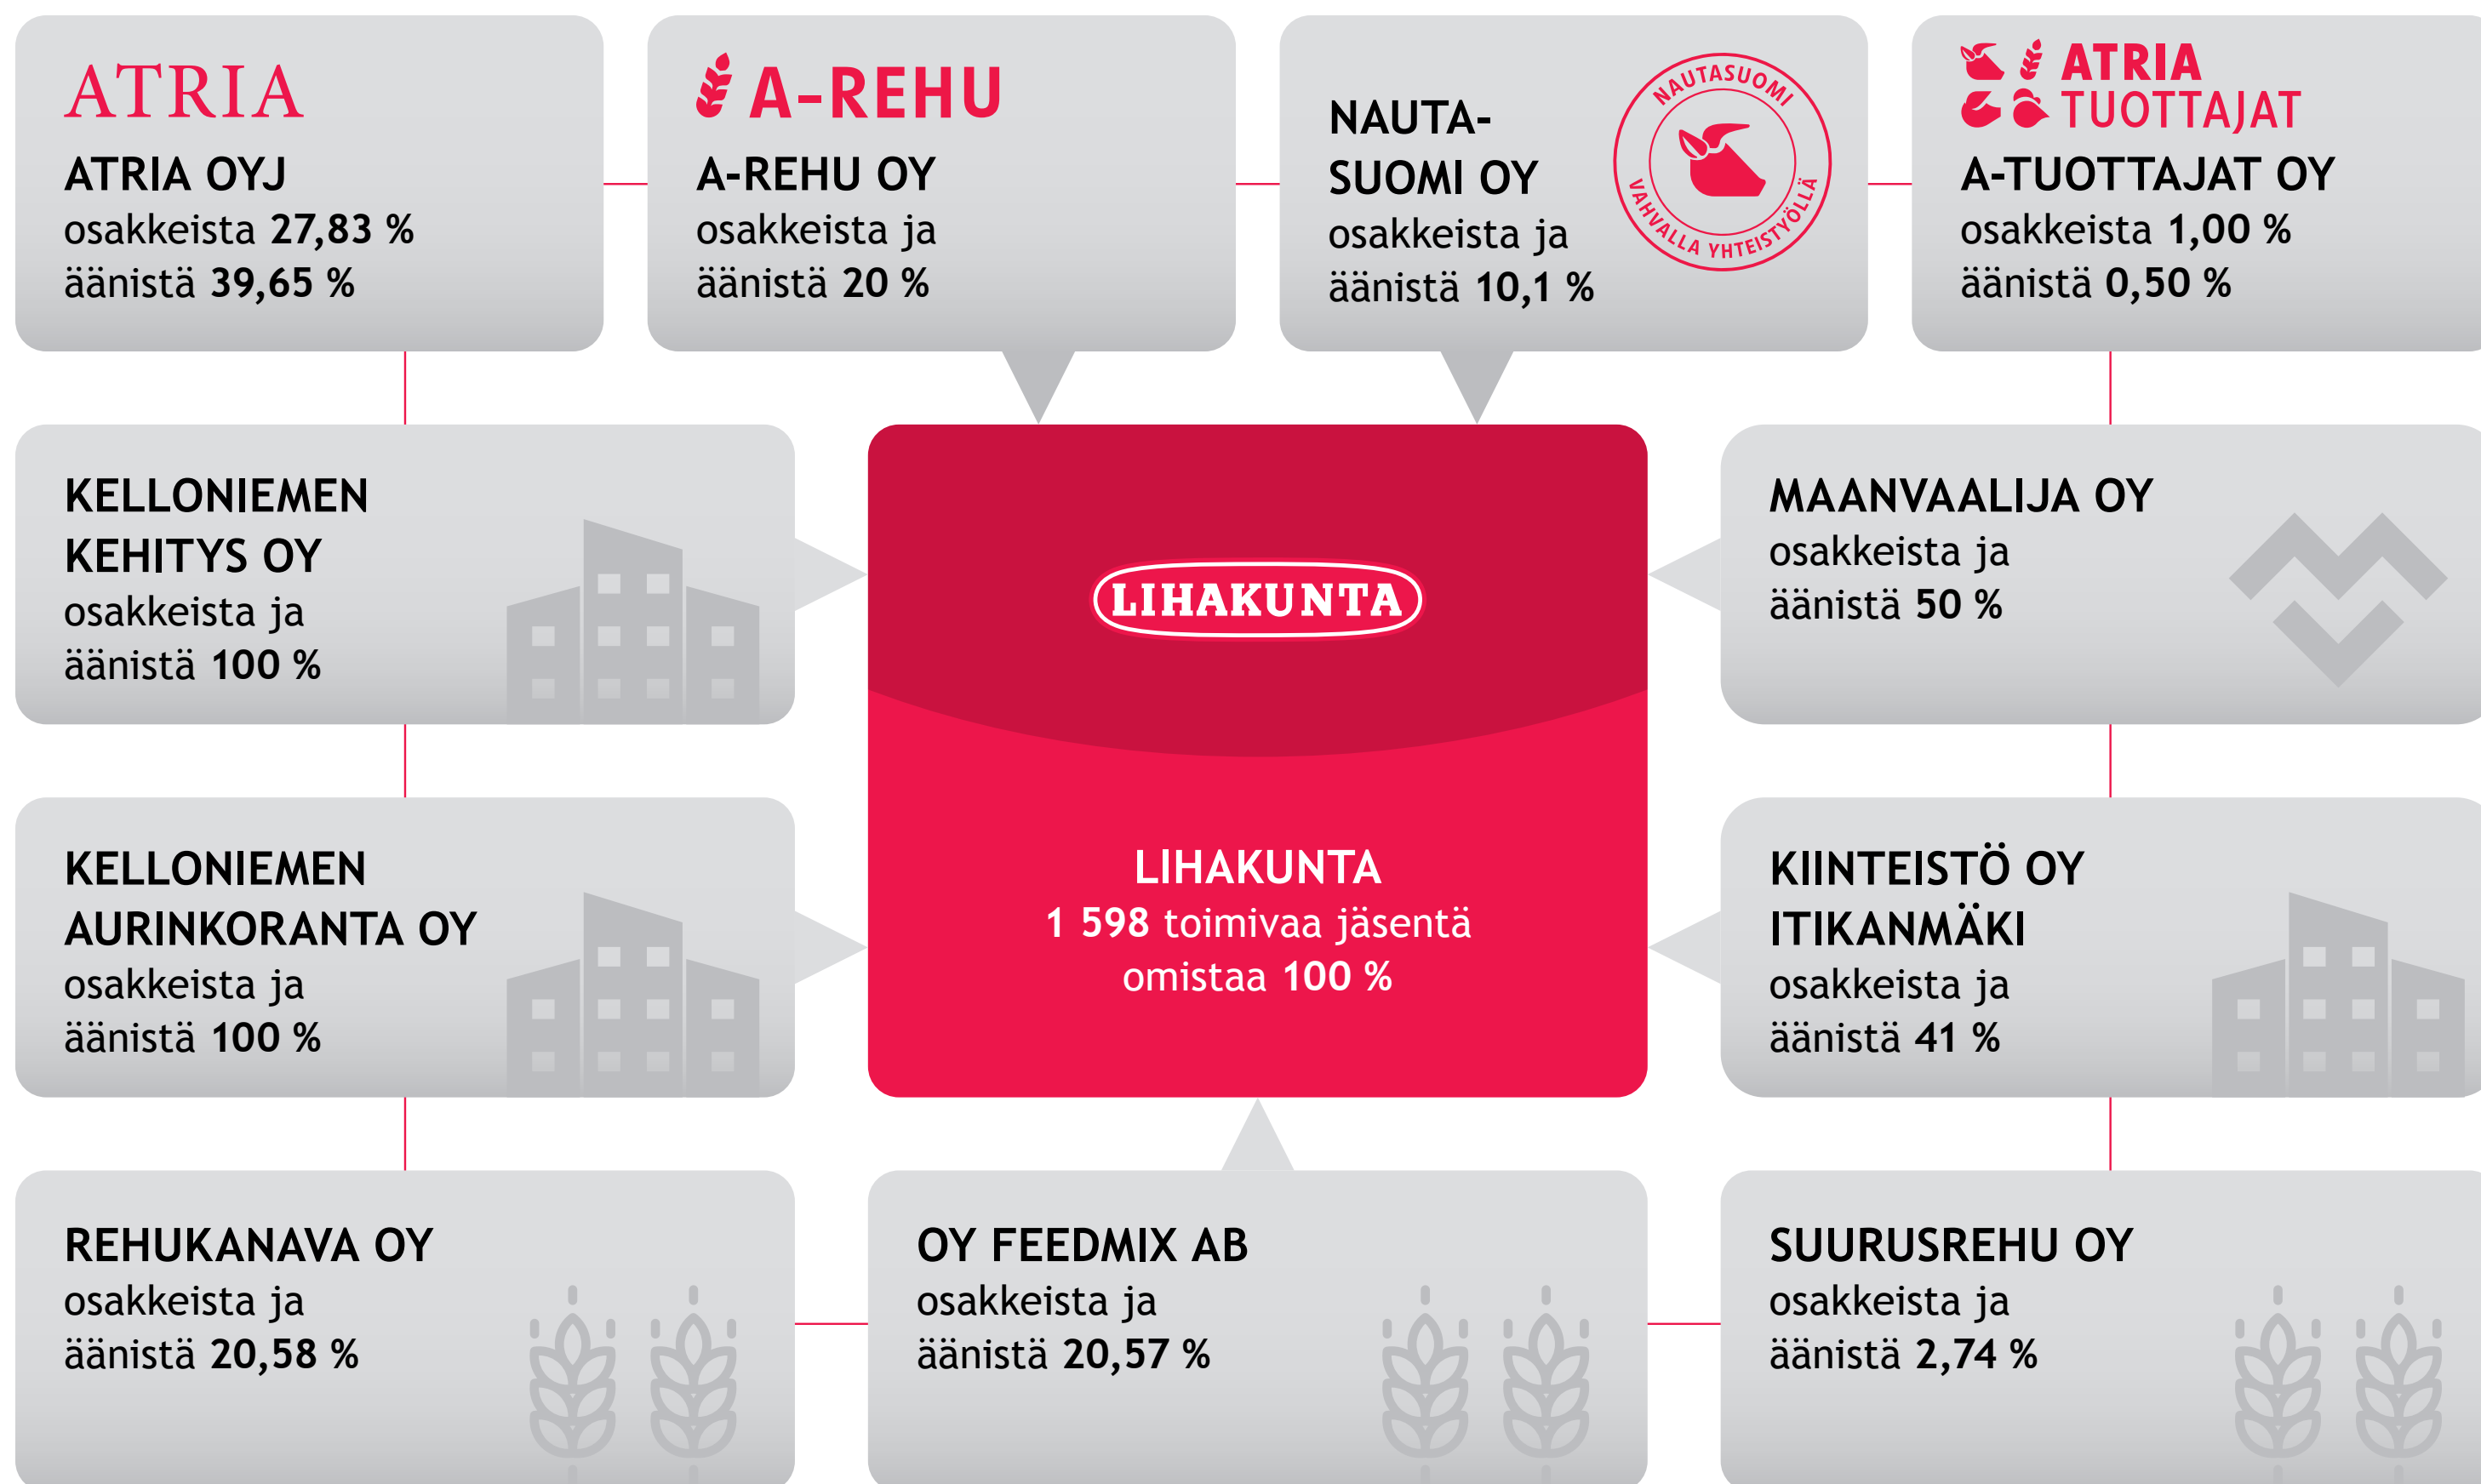 ATRIA
ATRIA OYJ
osakkeista 27,83 %
äänistä 39,65 %
A-REHU
A-REHU OY
osakkeista ja
äänistä 20 %
NAUTA-
SUOMI OY
osakkeista ja
äänistä 10,1 %
NAUTASUOMI
VAHVALLA YHTEISTYÖLLÄ
ATRIA
TUOTTAJAT
A-TUOTTAJAT OY
osakkeista 1,00 %
äänistä 0,50 %
KELLONIEMEN
KEHITYS OY
osakkeista ja
äänistä 100 %
LIHAKUNTA
LIHAKUNTA
1 598 toimivaa jäsentä
omistaa 100 %
MAANVAALIJA OY
osakkeista ja
äänistä 50 %
KELLONIEMEN
AURINKORANTA OY
osakkeista ja
äänistä 100 %
KIINTEISTÖ OY
ITIKANMÄKI
osakkeista ja
äänistä 41 %
REHUKANAVA OY
osakkeista ja
äänistä 20,58 %
OY FEEDMIX AB
osakkeista ja
äänistä 20,57 %
SUURUSREHU OY
osakkeista ja
äänistä 2,74 %